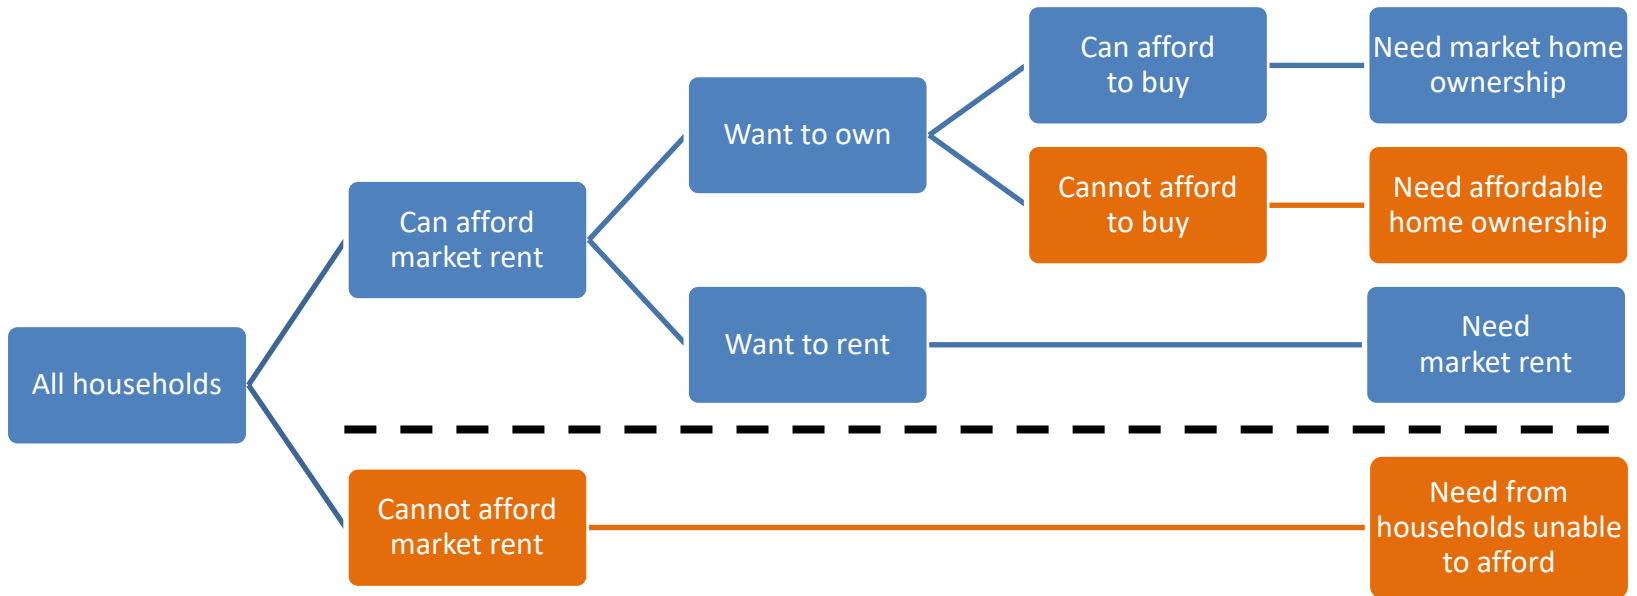 All households
Can afford
market rent
Cannot afford
market rent
Want to own
Want to rent
Can afford
to buy
Cannot afford
to buy
Need market home
ownership
Need affordable
home ownership
Need
market rent
Need from
households unable
to afford